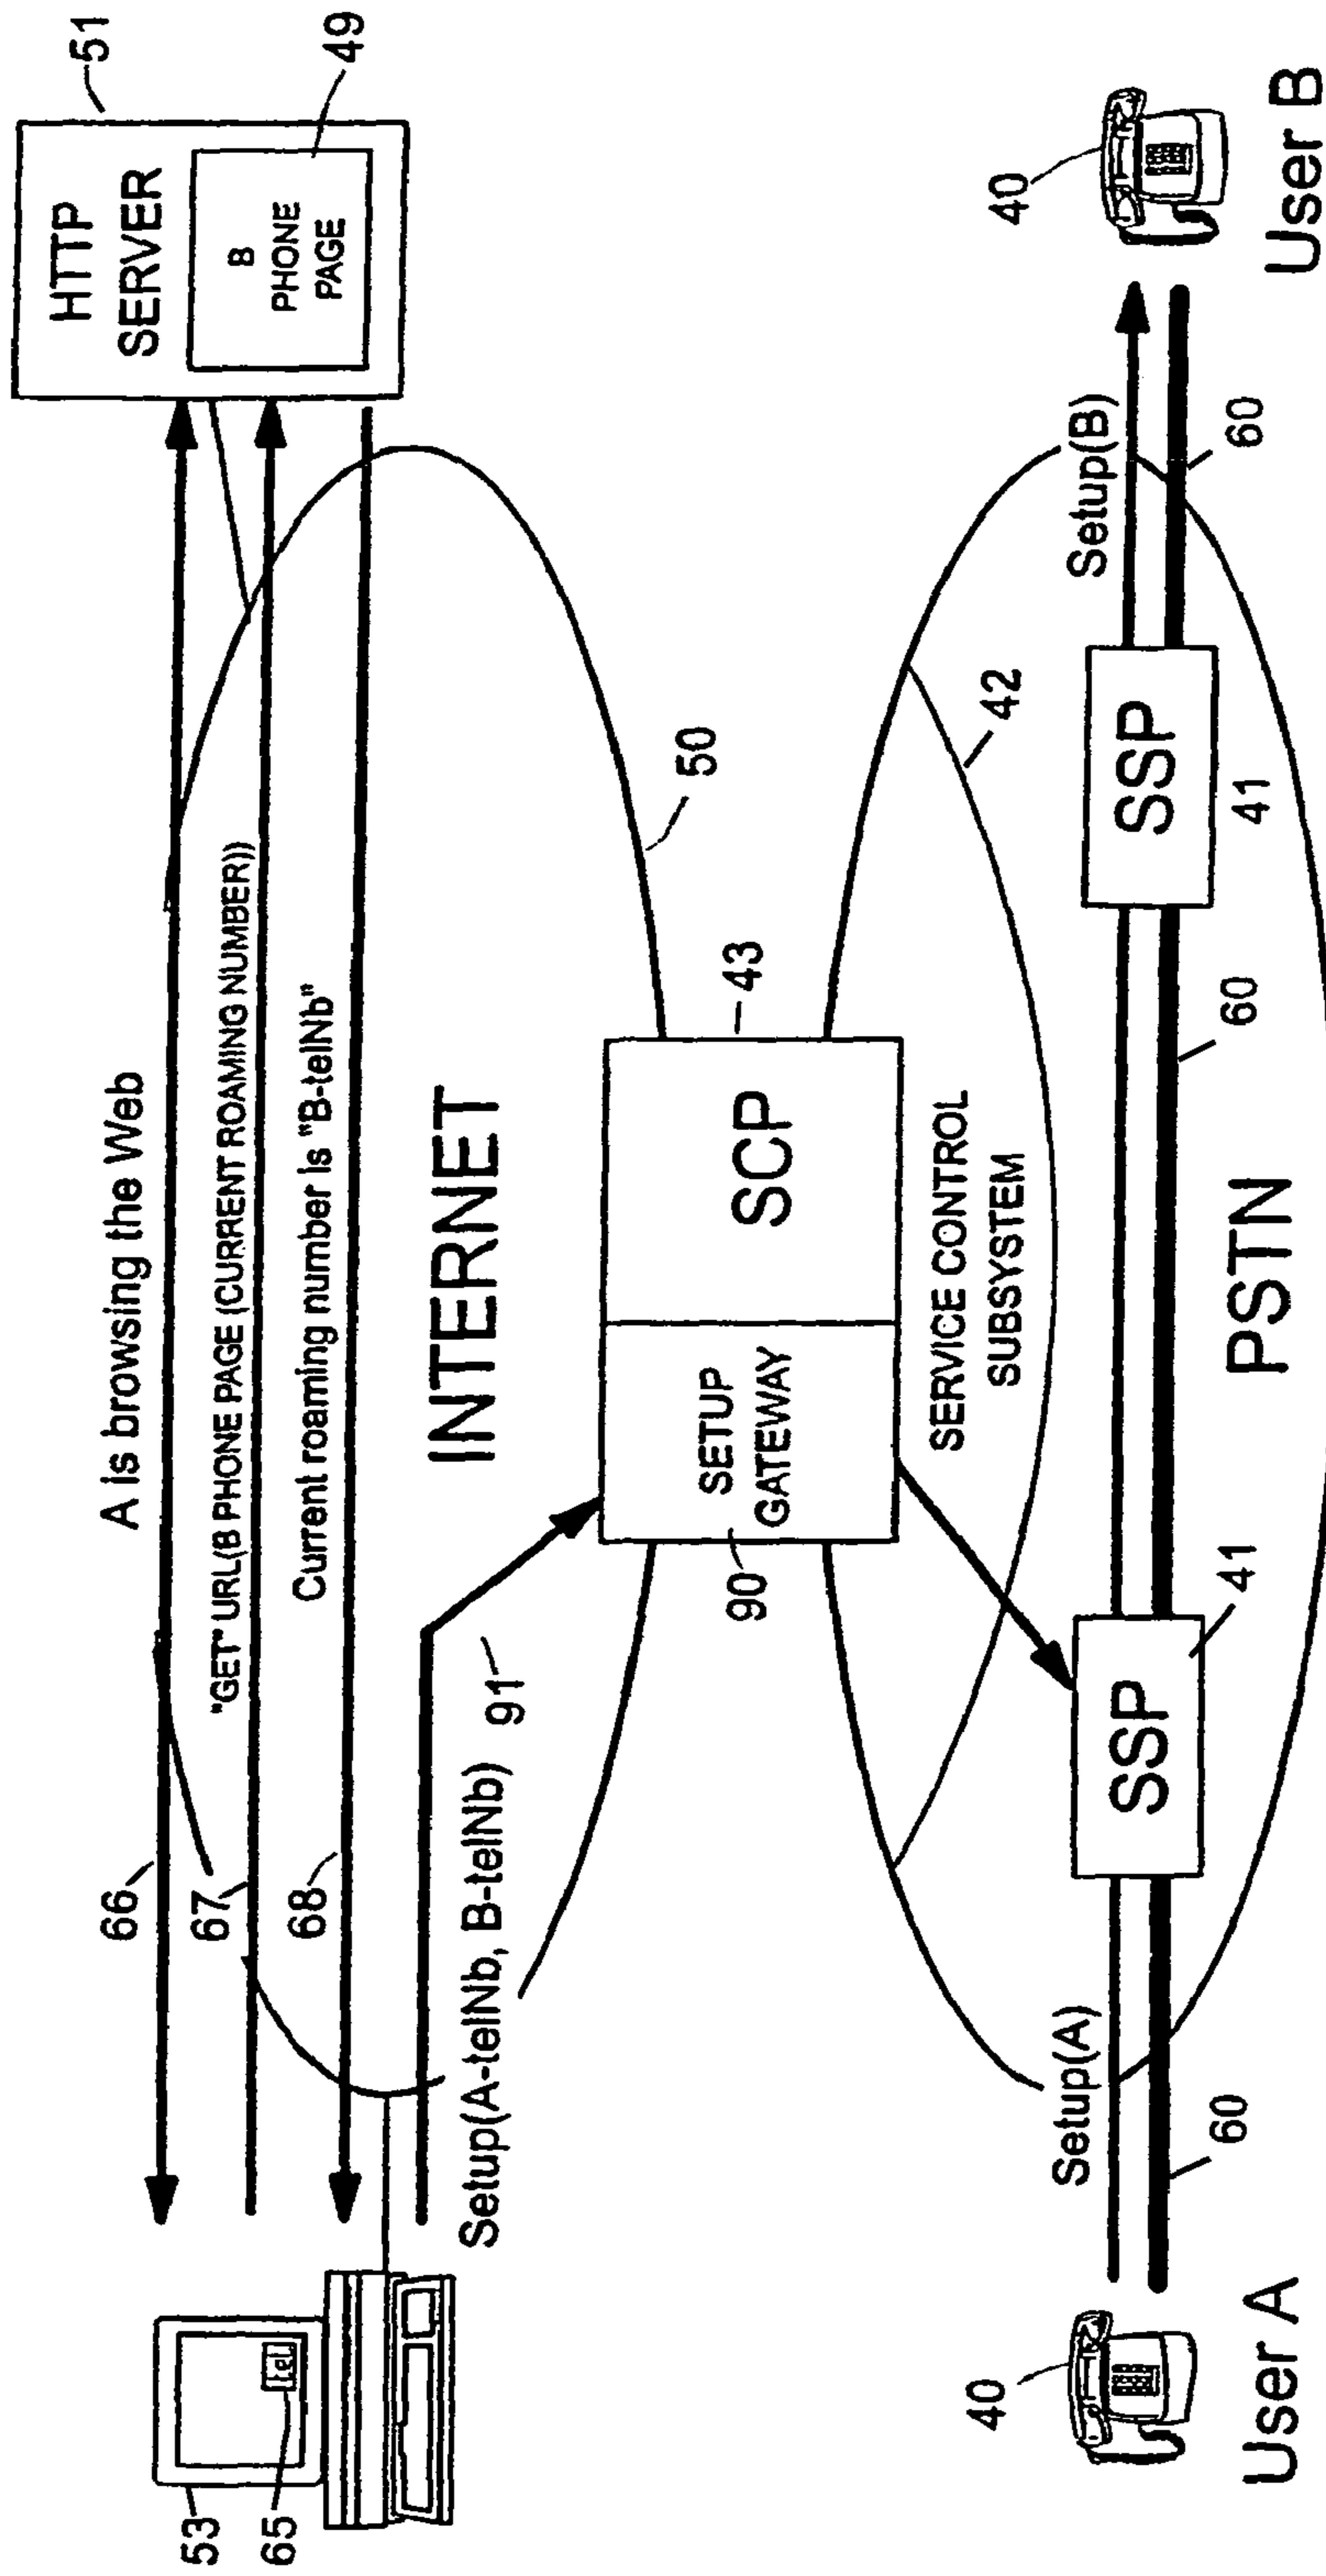 A is browsing the Web
66
"GET" URL(B PHONE PAGE (CURRENT ROAMING NUMBER))
67
Current roaming number is "B-telNb"
68
HTTP
SERVER
51
B
PHONE
PAGE
49
53
65
tel
Setup(A-telNb, B-telNb)
91
INTERNET
50
90
SETUP
GATEWAY
SCP
43
SERVICE CONTROL
SUBSYSTEM
42
Setup(A)
Setup(B)
40
40
SSP
41
SSP
41
60
60
60
User A
PSTN
User B